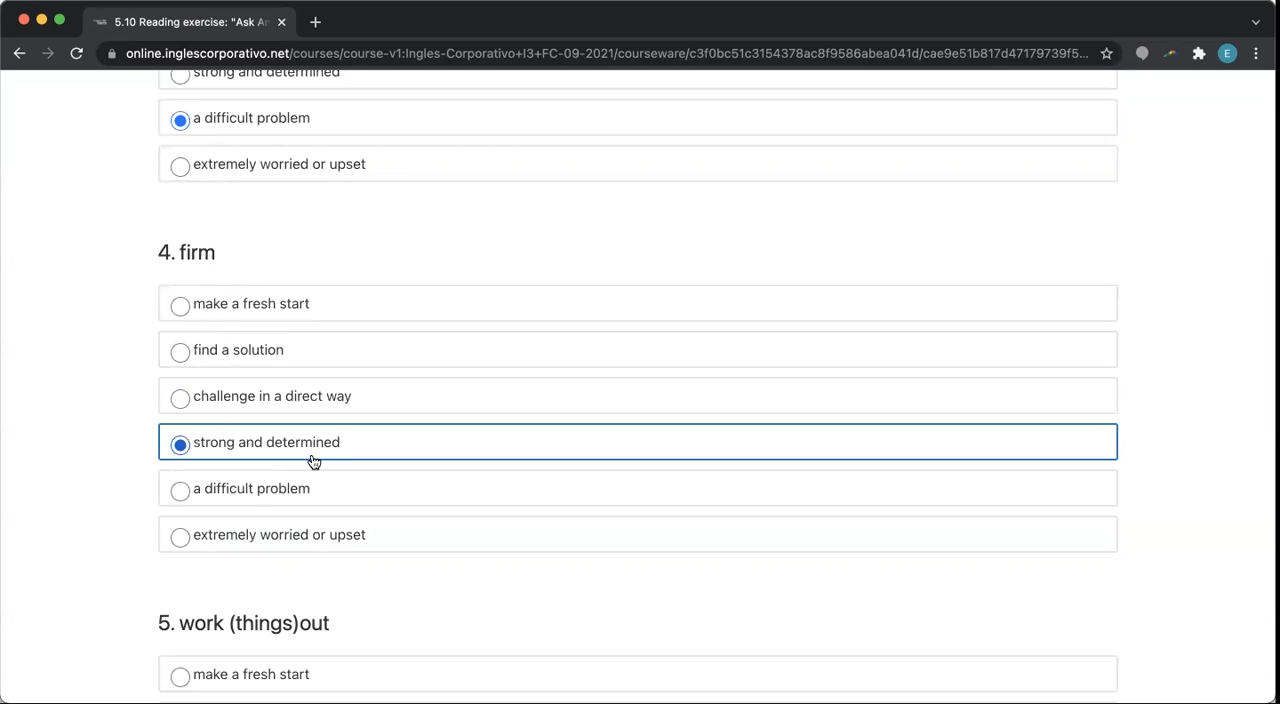 5.10 Reading exercise: "Ask An
online.inglescorporativo.net/courses/course-v1:Ingles-Corporativo+I3+FC-09-2021/courseware/c3f0bc51c3154378ac8f9586abea041d/cae9e51b817d47179739f5...
E
strong and determined
a difficult problem
extremely worried or upset
4. firm
make a fresh start
find a solution
challenge in a direct way
strong and determined
a difficult problem
extremely worried or upset
5. work (things)out
make a fresh start